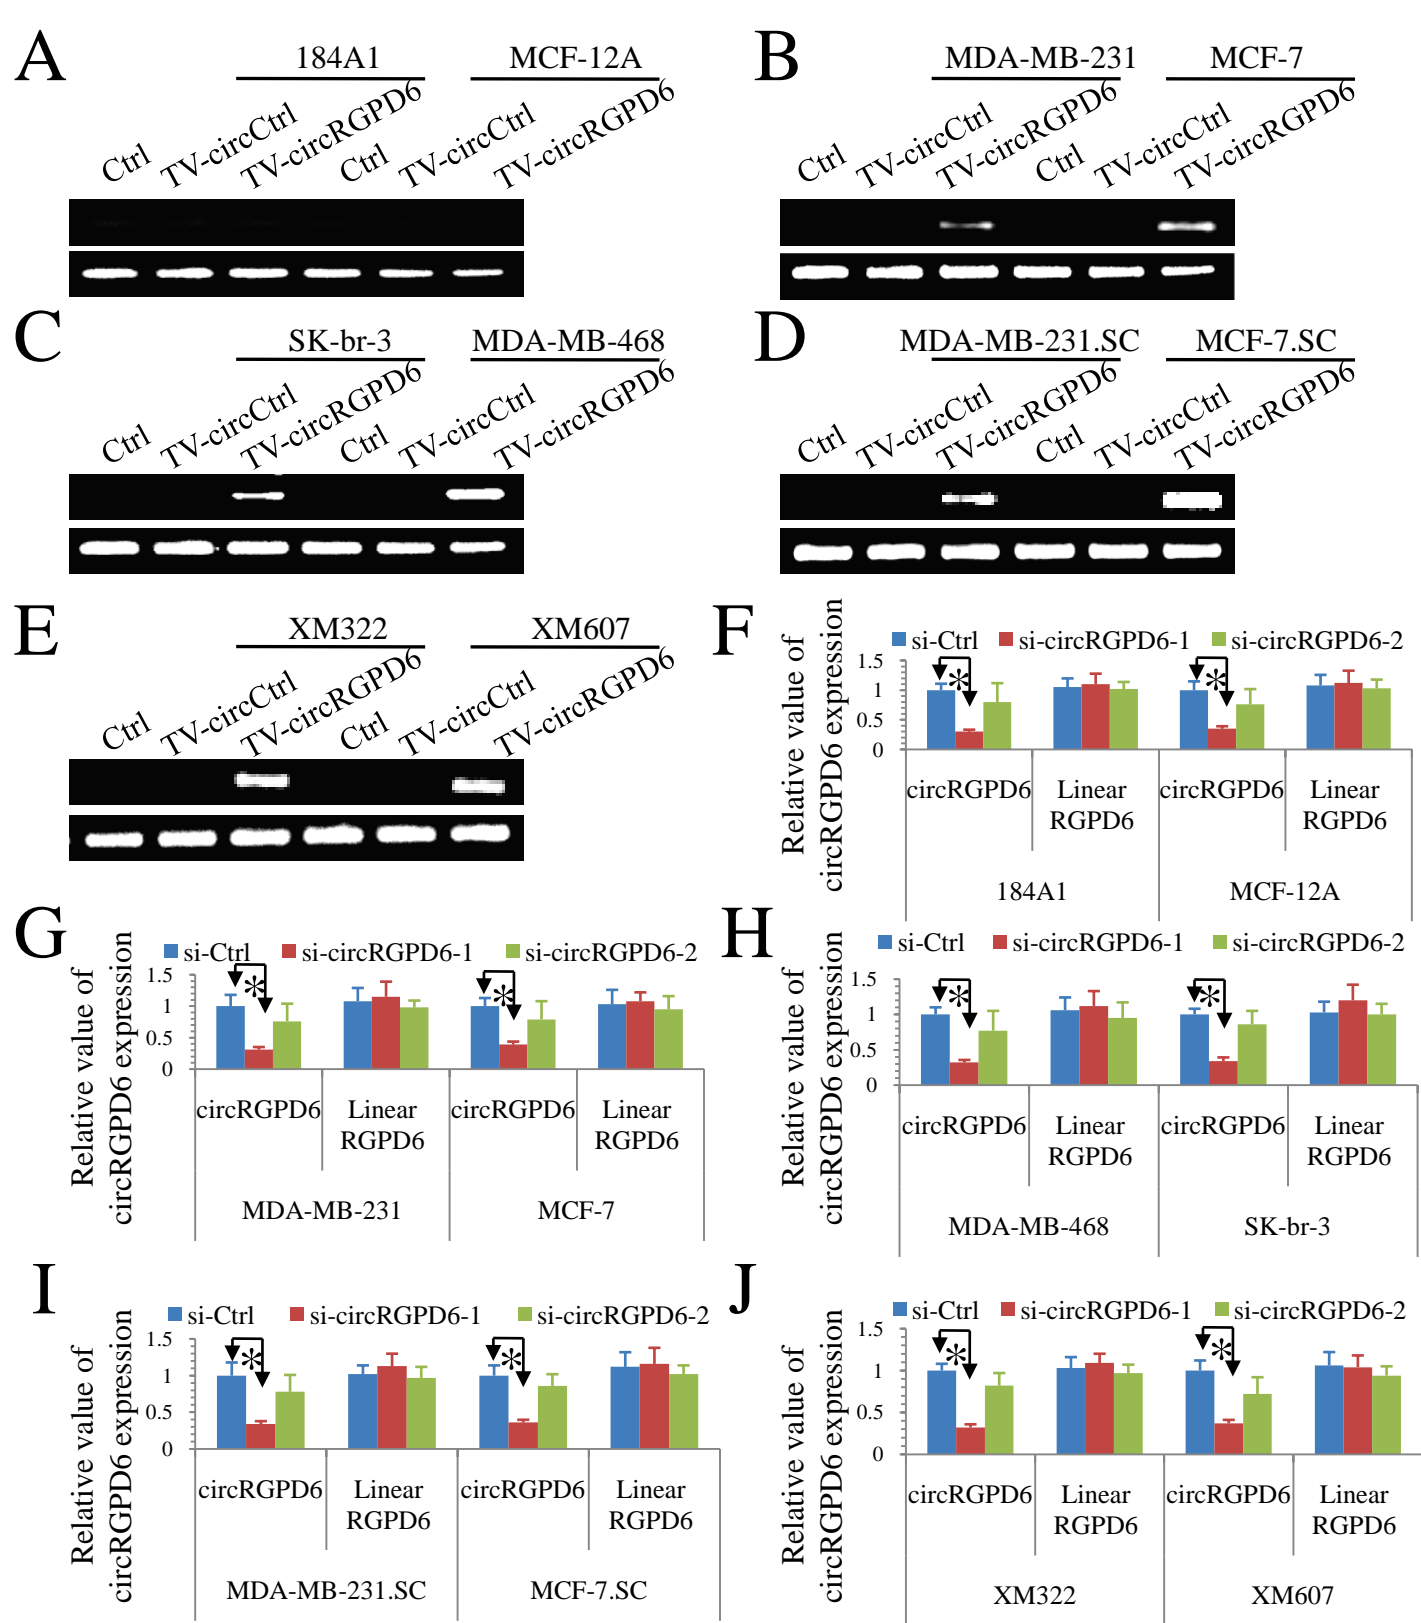 A
184A1 MCF-12A
Ctrl TV-circCtrl TV-circRGPD6 Ctrl TV-circCtrl TV-circRGPD6
B
MDA-MB-231 MCF-7
Ctrl TV-circCtrl TV-circRGPD6 Ctrl TV-circCtrl TV-circRGPD6
C
SK-br-3 MDA-MB-468
Ctrl TV-circCtrl TV-circRGPD6 Ctrl TV-circCtrl TV-circRGPD6
D
MDA-MB-231.SC MCF-7.SC
Ctrl TV-circCtrl TV-circRGPD6 Ctrl TV-circCtrl TV-circRGPD6
E
XM322 XM607
Ctrl TV-circCtrl TV-circRGPD6 Ctrl TV-circCtrl TV-circRGPD6
F
Relative value of
circRGPD6 expression
si-Ctrl si-circRGPD6-1 si-circRGPD6-2
1.5
1
0.5
0
* *
circRGPD6 Linear circRGPD6 Linear
RGPD6 RGPD6
184A1 MCF-12A
G
Relative value of
circRGPD6 expression
si-Ctrl si-circRGPD6-1 si-circRGPD6-2
1.5
1
0.5
0
* *
circRGPD6 Linear circRGPD6 Linear
RGPD6 RGPD6
MDA-MB-231 MCF-7
H
Relative value of
circRGPD6 expression
si-Ctrl si-circRGPD6-1 si-circRGPD6-2
1.5
1
0.5
0
* *
circRGPD6 Linear circRGPD6 Linear
RGPD6 RGPD6
MDA-MB-468 SK-br-3
I
Relative value of
circRGPD6 expression
si-Ctrl si-circRGPD6-1 si-circRGPD6-2
1.5
1
0.5
0
* *
circRGPD6 Linear circRGPD6 Linear
RGPD6 RGPD6
MDA-MB-231.SC MCF-7.SC
J
Relative value of
circRGPD6 expression
si-Ctrl si-circRGPD6-1 si-circRGPD6-2
1.5
1
0.5
0
* *
circRGPD6 Linear circRGPD6 Linear
RGPD6 RGPD6
XM322 XM607